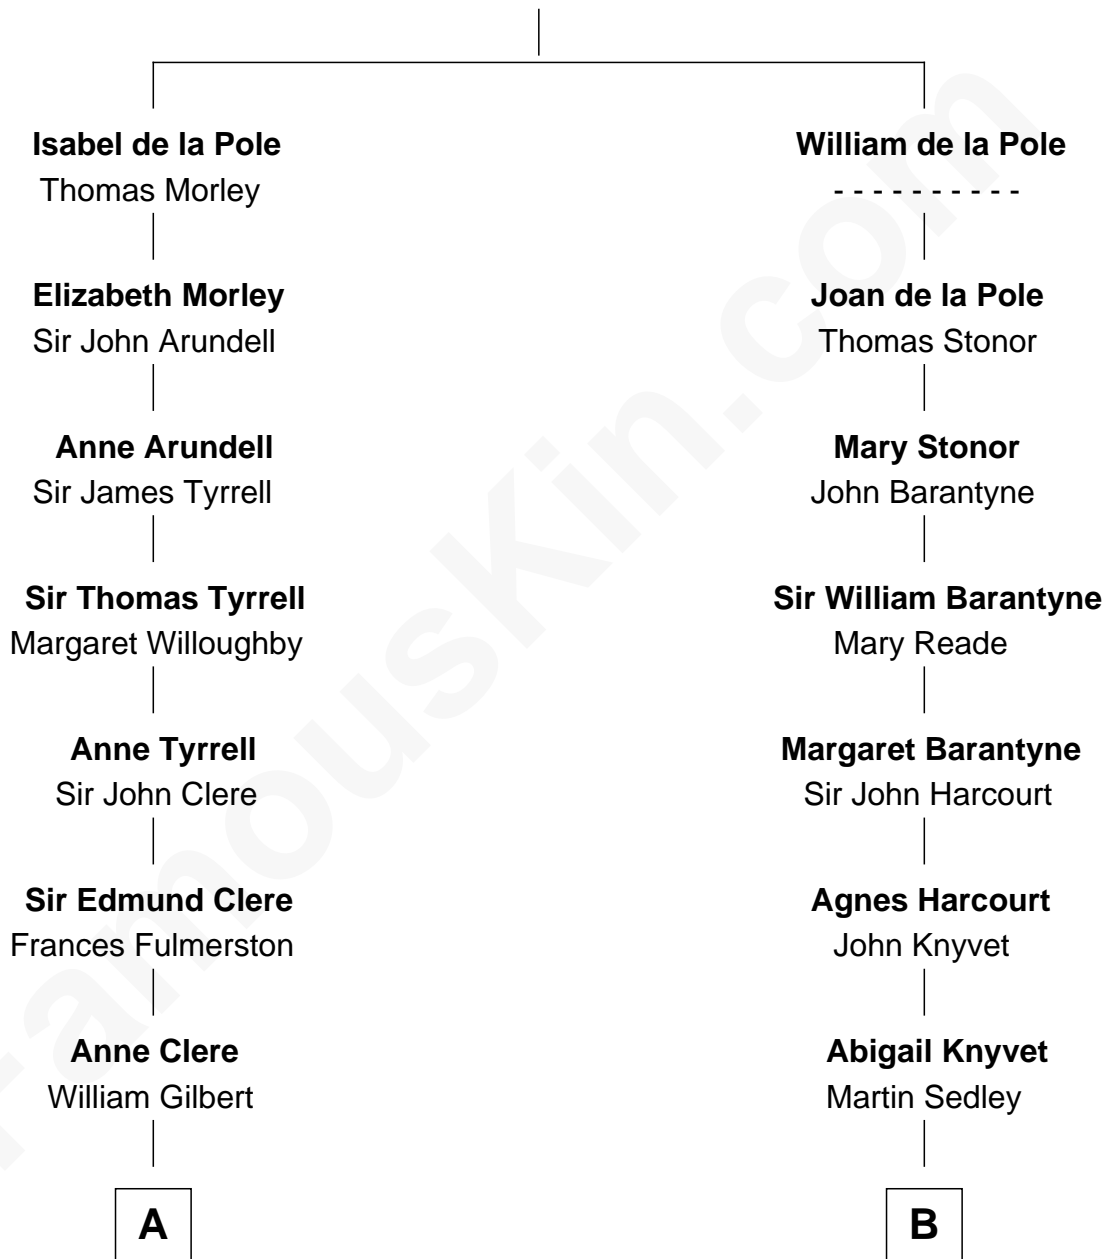 Isabel de la Pole
Thomas Morley
Elizabeth Morley
Sir John Arundell
Anne Arundell
Sir James Tyrrell
Sir Thomas Tyrrell
Margaret Willoughby
Anne Tyrrell
Sir John Clere
Sir Edmund Clere
Frances Fulmerston
Anne Clere
William Gilbert
A
William de la Pole
- - - - - - - - - -
Joan de la Pole
Thomas Stonor
Mary Stonor
John Barantyne
Sir William Barantyne
Mary Reade
Margaret Barantyne
Sir John Harcourt
Agnes Harcourt
John Knyvet
Abigail Knyvet
Martin Sedley
B
FamousKin.com